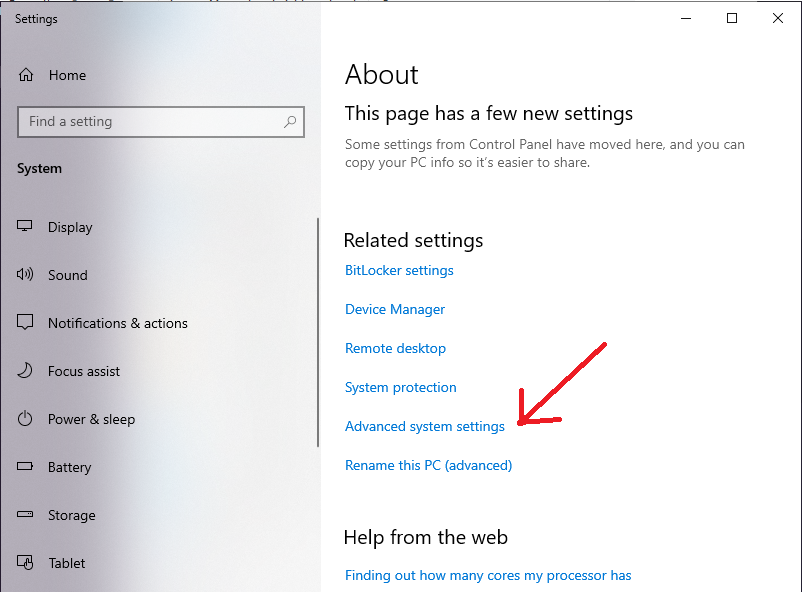 Settings
Home
Find a setting
System
Display
Sound
Notifications & actions
Focus assist
Power & sleep
Battery
Storage
Tablet
About
This page has a few new settings
Some settings from Control Panel have moved here, and you can
copy your PC info so it's easier to share.
Related settings
BitLocker settings
Device Manager
Remote desktop
System protection
Advanced system settings
Rename this PC (advanced)
Help from the web
Finding out how many cores my processor has